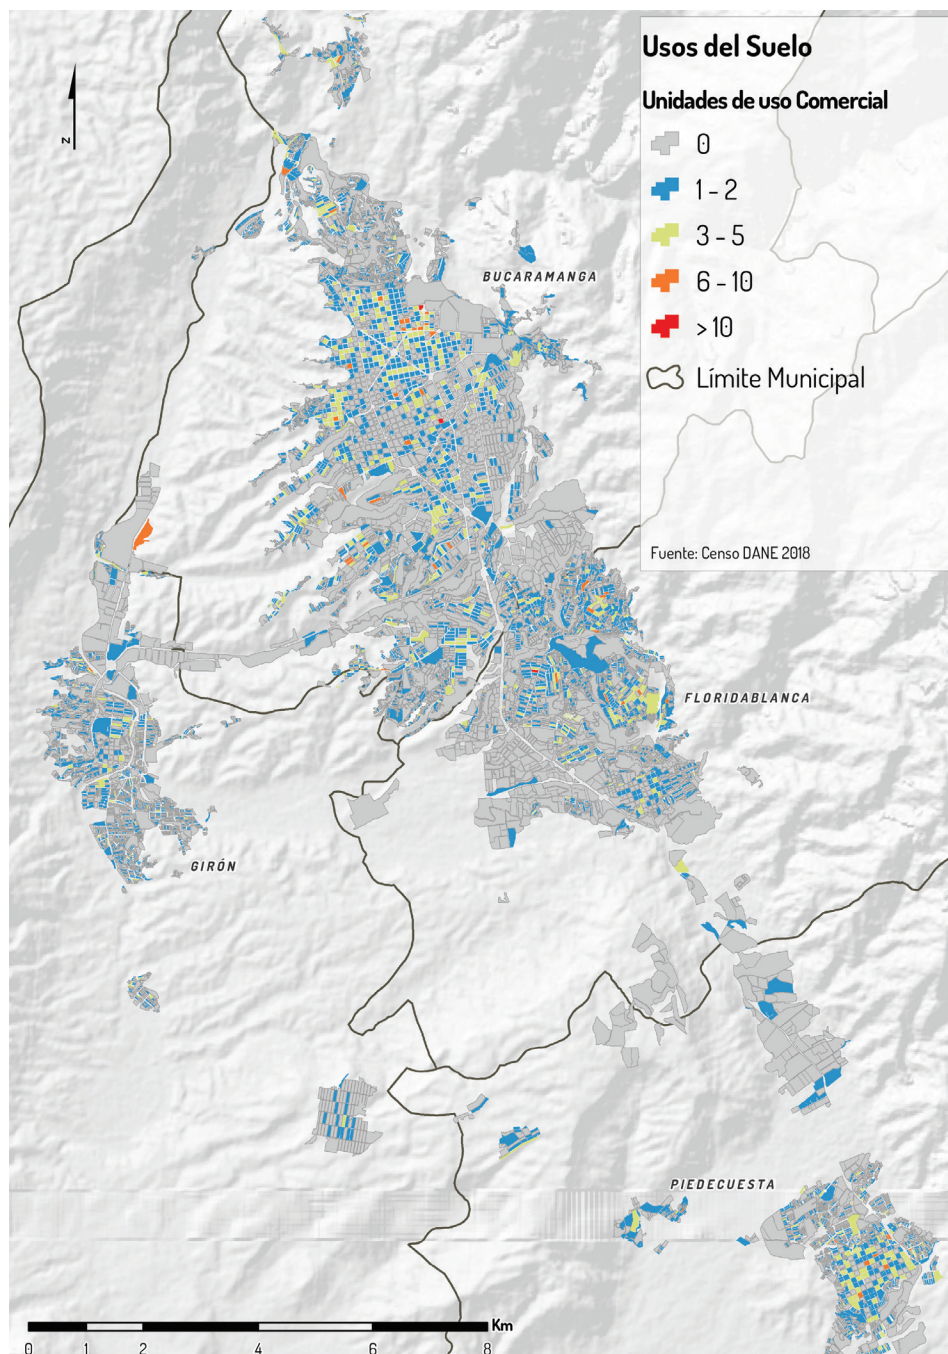 Usos del Suelo
Unidades de uso Comercial
0
1 - 2
3 - 5
6 - 10
> 10
Límite Municipal
Fuente: Censo DANE 2018
N
BUCARAMANGA
FLORIDABLANCA
GIRÓN
PIEDECUESTA
Km
0 1 2 4 6 8